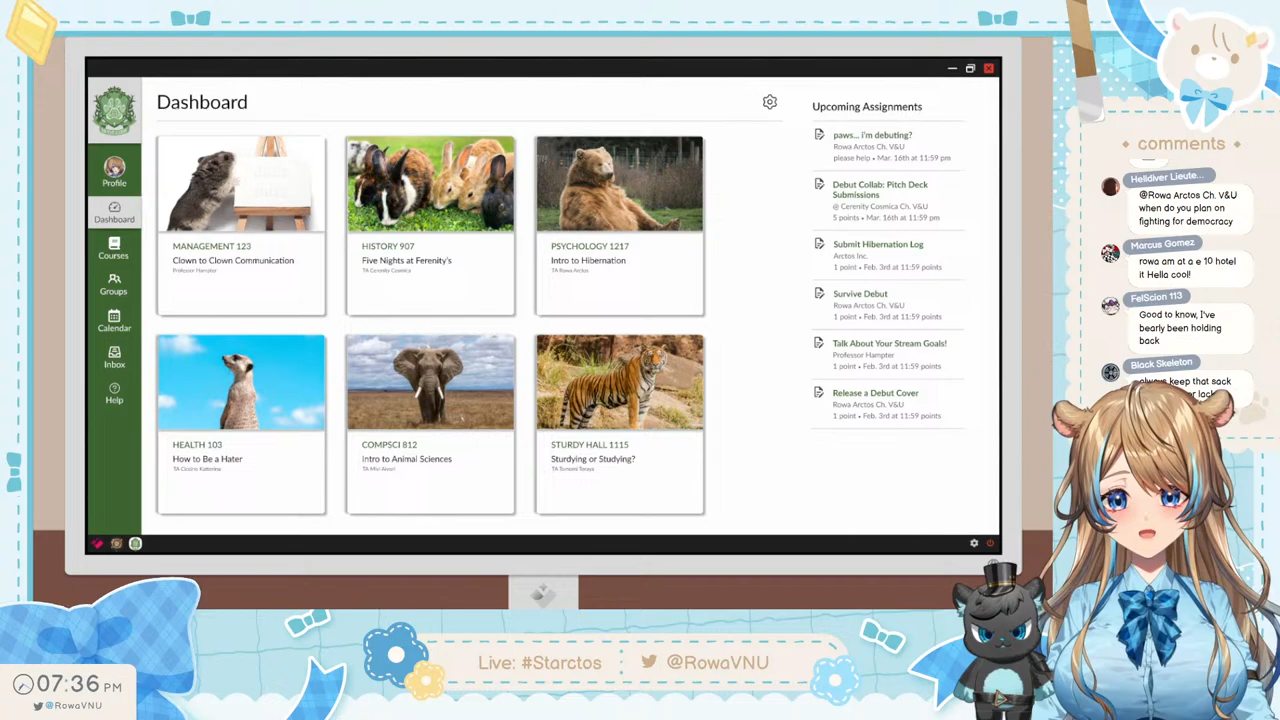 Dashboard
Profile
Dashboard
Courses
Groups
Calendar
Inbox
Help
MANAGEMENT 123
Clown to Clown Communication
Professor Hampter
HISTORY 907
Five Nights at Ferenity's
TA Cerenity Cosmica
PSYCHOLOGY 1217
Intro to Hibernation
TA Rowa Arctos
HEALTH 103
How to Be a Hater
COMPSCI 812
Intro to Animal Sciences
STURDY HALL 1115
Sturdying or Studying?
Upcoming Assignments
paws... i'm debuting?
Rowa Arctos Ch. V&U
please help • Mar. 16th at 11:59 pm
Debut Collab: Pitch Deck
Submissions
@ Cerenity Cosmica Ch. V&U
5 points • Mar. 16th at 11:59 pm
Submit Hibernation Log
Arctos Inc.
1 point • Feb. 3rd at 11:59 points
Survive Debut
Rowa Arctos Ch. V&U
1 point • Feb. 3rd at 11:59 points
Talk About Your Stream Goals!
Professor Hampter
1 point • Feb. 3rd at 11:59 points
Release a Debut Cover
Rowa Arctos Ch. V&U
1 point • Feb. 3rd at 11:59 points
comments
Helldiver Lieute...
@Rowa Arctos Ch. V&U
when do you plan on
fighting for democracy
Marcus Gomez
rowa am at a e 10 hotel
it Hella cool!
FelScion 113
Good to know, I've
bearly been holding
back
Black Skeleton
always keep that sack
Live: #Starctos
@RowaVNU
07:36 PM
@RowaVNU